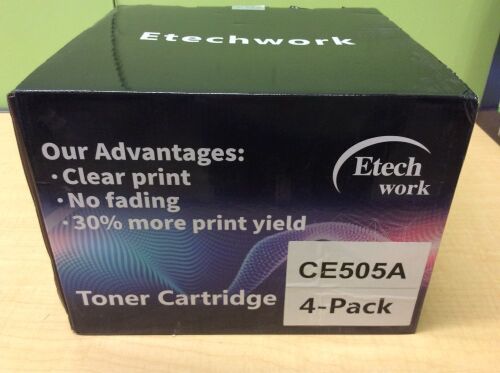 Etechwork
Our Advantages:
· Clear print
· No fading
· 30% more print yield
Etech
work
Toner Cartridge
CE505A
4-Pack